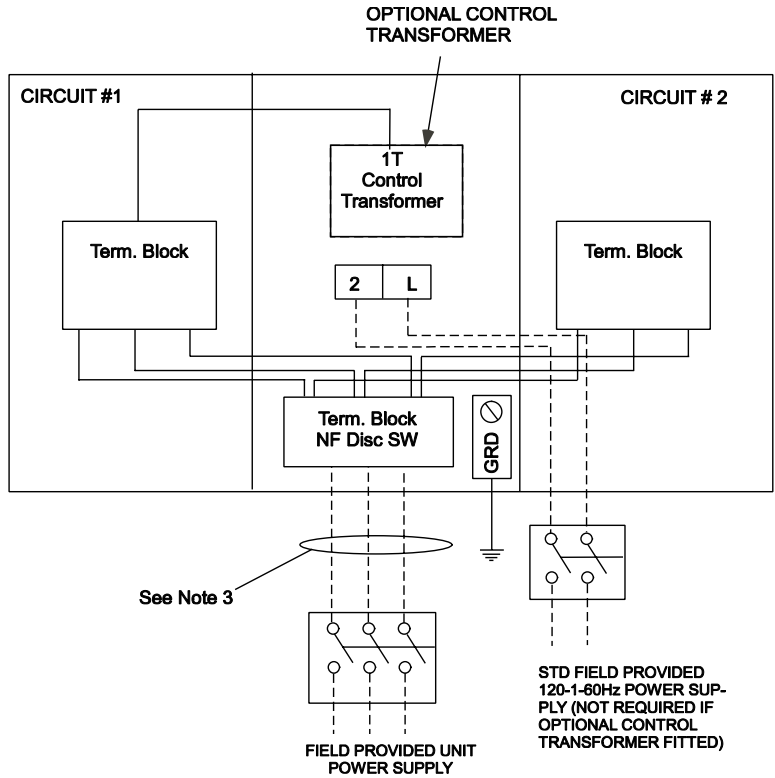 OPTIONAL CONTROL
TRANSFORMER
CIRCUIT #1
CIRCUIT # 2
1T
Control
Transformer
Term. Block
Term. Block
2 L
Term. Block
NF Disc SW
GRD
See Note 3
STD FIELD PROVIDED
120-1-60Hz POWER SUP-
PLY (NOT REQUIRED IF
OPTIONAL CONTROL
TRANSFORMER FITTED)
FIELD PROVIDED UNIT
POWER SUPPLY